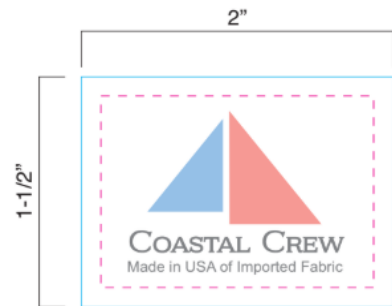 2”
1-1/2”
COASTAL CREW
Made in USA of Imported Fabric